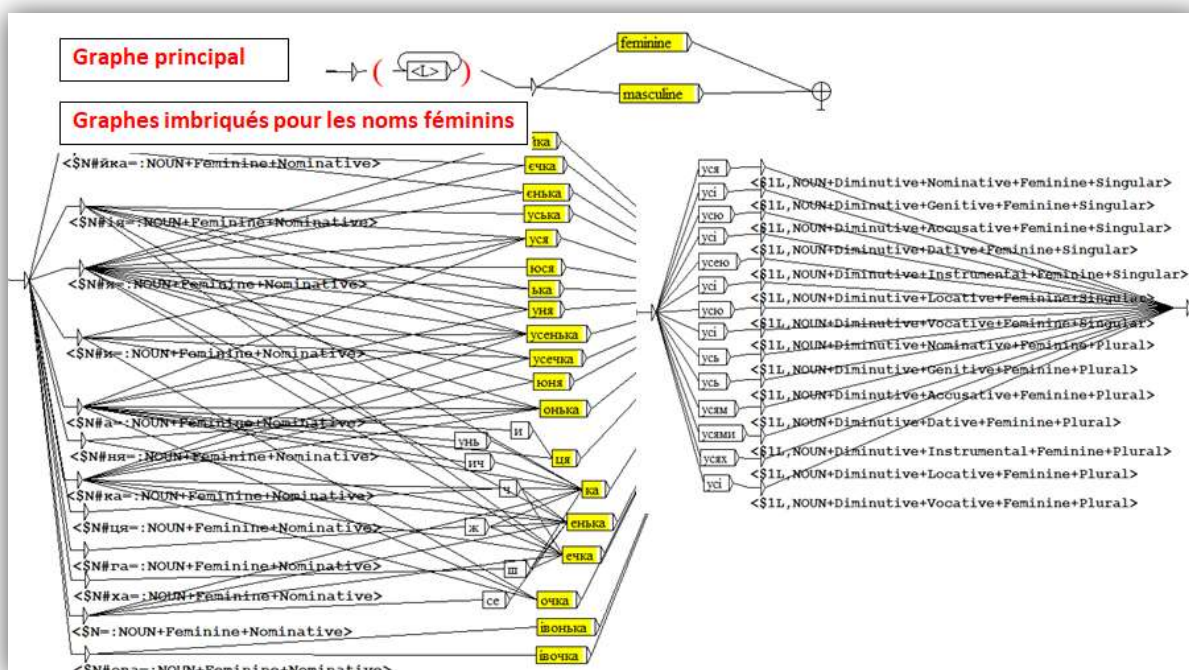 Graphe principal
( <L> )
feminine
masculine
Graphes imbriqués pour les noms féminins
<$N#йка=:NOUN+Feminine+Nominative>
<$N#ія=:NOUN+Feminine+Nominative>
<$N#я=:NOUN+Feminine+Nominative>
<$N#и=:NOUN+Feminine+Nominative>
<$N#а=:NOUN+Feminine+Nominative>
<$N#ня=:NOUN+Feminine+Nominative>
<$N#ка=:NOUN+Feminine+Nominative>
<$N#ця=:NOUN+Feminine+Nominative>
<$N#га=:NOUN+Feminine+Nominative>
<$N#ха=:NOUN+Feminine+Nominative>
<$N=:NOUN+Feminine+Nominative>
унь
ич
ч
ж
ш
се
и
єчка
єнька
уська
уся
юся
ька
уня
усенька
усечка
юня
онька
ця
ка
енька
ечка
очка
івонька
івочка
уся
<$1L,NOUN+Diminutive+Nominative+Feminine+Singular>
усі
<$1L,NOUN+Diminutive+Genitive+Feminine+Singular>
усю
<$1L,NOUN+Diminutive+Accusative+Feminine+Singular>
усі
<$1L,NOUN+Diminutive+Dative+Feminine+Singular>
усею
<$1L,NOUN+Diminutive+Instrumental+Feminine+Singular>
усі
<$1L,NOUN+Diminutive+Locative+Feminine+Singular>
усю
<$1L,NOUN+Diminutive+Vocative+Feminine+Singular>
усі
<$1L,NOUN+Diminutive+Nominative+Feminine+Plural>
усь
<$1L,NOUN+Diminutive+Genitive+Feminine+Plural>
усь
<$1L,NOUN+Diminutive+Accusative+Feminine+Plural>
усям
<$1L,NOUN+Diminutive+Dative+Feminine+Plural>
усями
<$1L,NOUN+Diminutive+Instrumental+Feminine+Plural>
усях
<$1L,NOUN+Diminutive+Locative+Feminine+Plural>
усі
<$1L,NOUN+Diminutive+Vocative+Feminine+Plural>